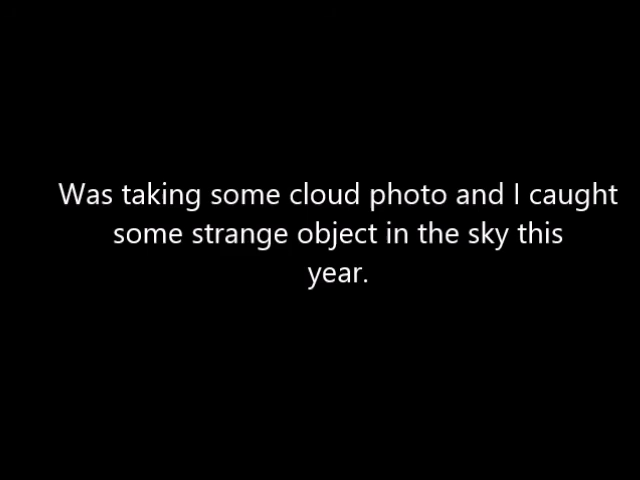 Was taking some cloud photo and I caught
some strange object in the sky this
year.